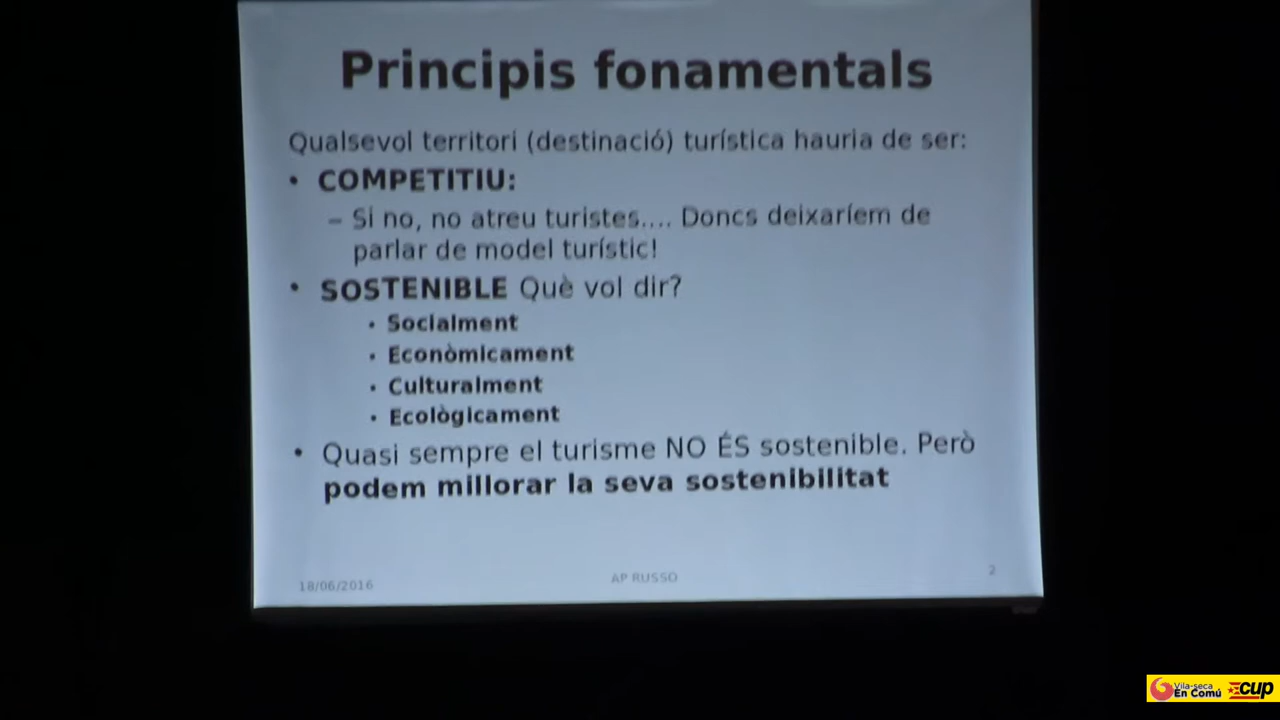 Principis fonamentals
Qualsevol territori (destinació) turística hauria de ser:
• COMPETITIU:
– Si no, no atreu turistes.... Doncs deixaríem de
parlar de model turístic!
• SOSTENIBLE Què vol dir?
• Socialment
• Econòmicament
• Culturalment
• Ecològicament
• Quasi sempre el turisme NO ÉS sostenible. Però
podem millorar la seva sostenibilitat
18/06/2016
AP RUSSO
2
Vila-seca
En Comú
CUP